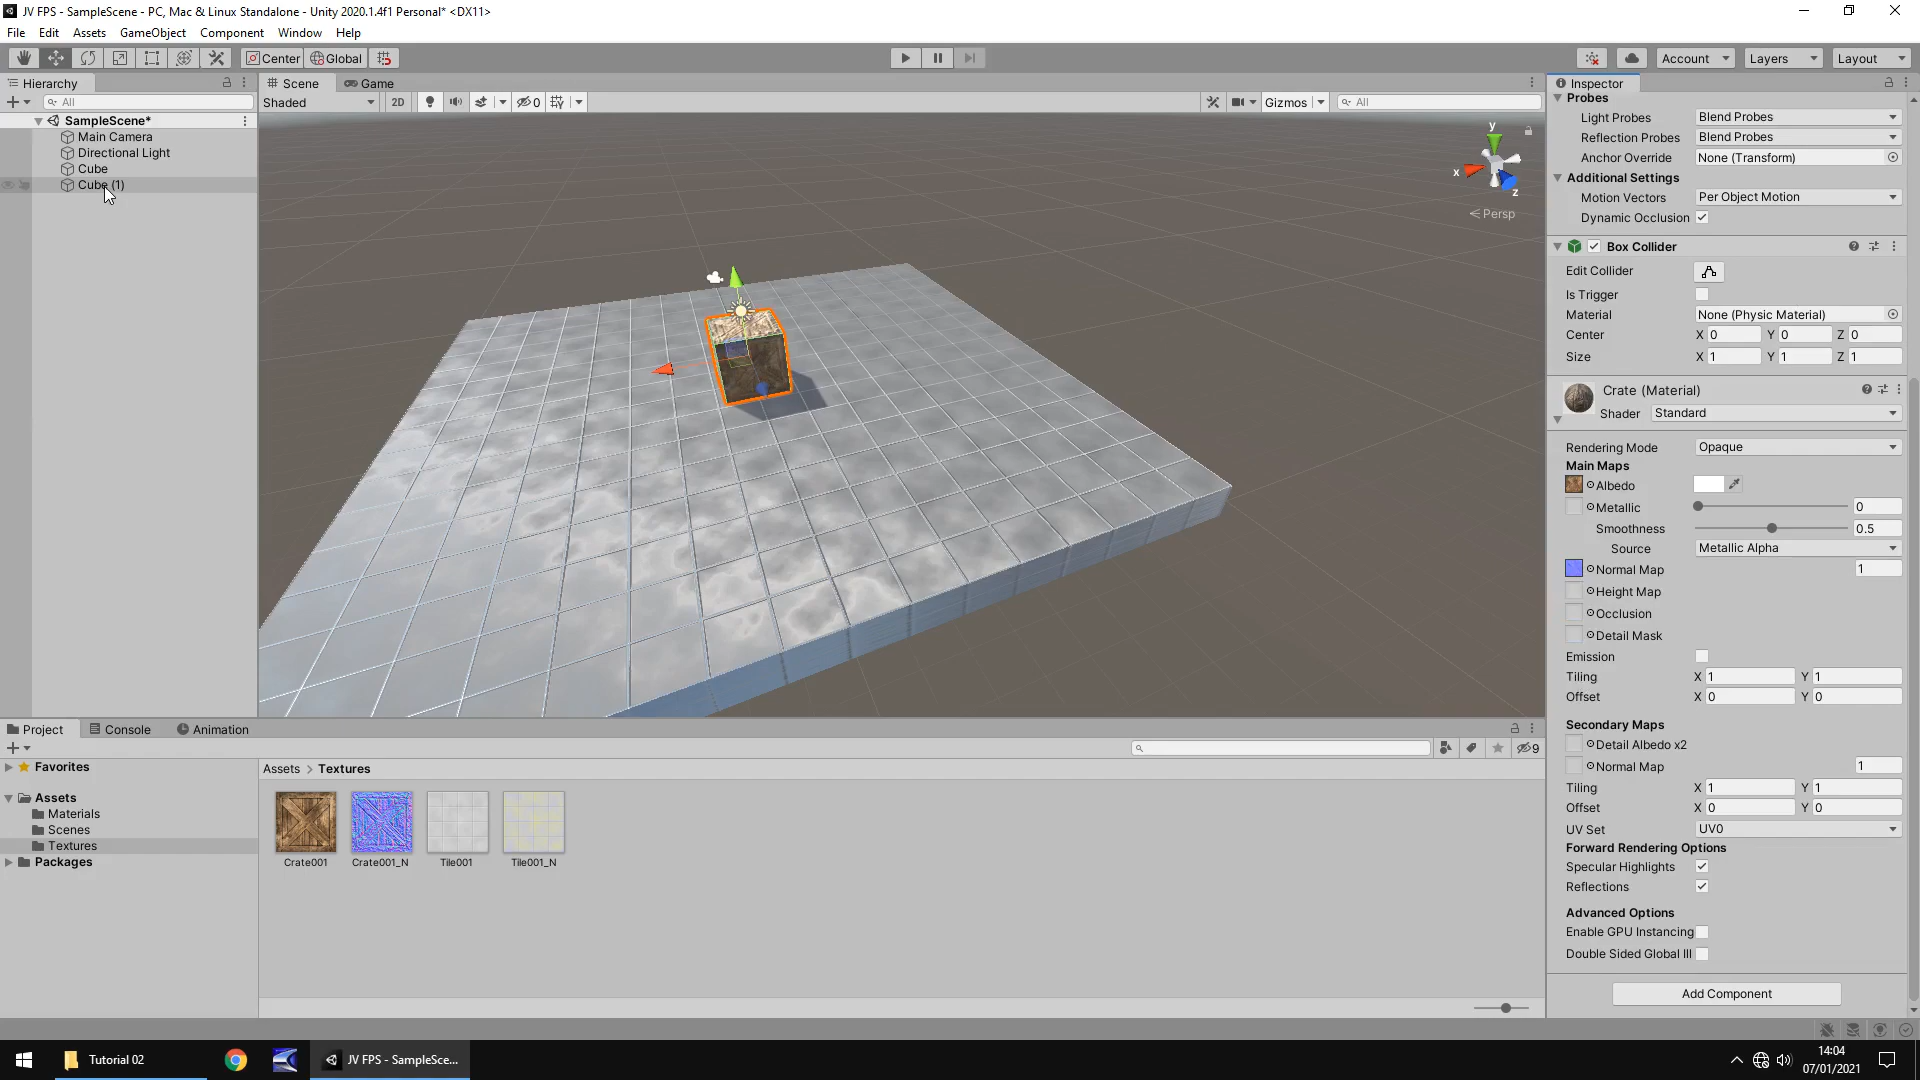 JV FPS - SampleScene - PC, Mac & Linux Standalone - Unity 2020.1.4f1 Personal* <DX11>
File Edit Assets GameObject Component Window Help
Center Global Account Layers Layout
Hierarchy
All
SampleScene*
Main Camera
Directional Light
Cube
Cube (1)
Scene Game
Shaded 2D 0 Gizmos All
y
x
z
Persp
Inspector
Probes
Light Probes Blend Probes
Reflection Probes Blend Probes
Anchor Override None (Transform)
Additional Settings
Motion Vectors Per Object Motion
Dynamic Occlusion
Box Collider
Edit Collider
Is Trigger
Material None (Physic Material)
Center X 0 Y 0 Z 0
Size X 1 Y 1 Z 1
Crate (Material)
Shader Standard
Rendering Mode Opaque
Main Maps
Albedo
Metallic 0
Smoothness 0.5
Source Metallic Alpha
Normal Map 1
Height Map
Occlusion
Detail Mask
Emission
Tiling X 1 Y 1
Offset X 0 Y 0
Secondary Maps
Detail Albedo x2
Normal Map 1
Tiling X 1 Y 1
Offset X 0 Y 0
UV Set UV0
Forward Rendering Options
Specular Highlights
Reflections
Advanced Options
Enable GPU Instancing
Double Sided Global Ill
Add Component
Project Console Animation
9
Favorites
Assets
Materials
Scenes
Textures
Packages
Assets > Textures
Crate001 Crate001_N Tile001 Tile001_N
Tutorial 02
JV FPS - SampleSce...
14:04
07/01/2021